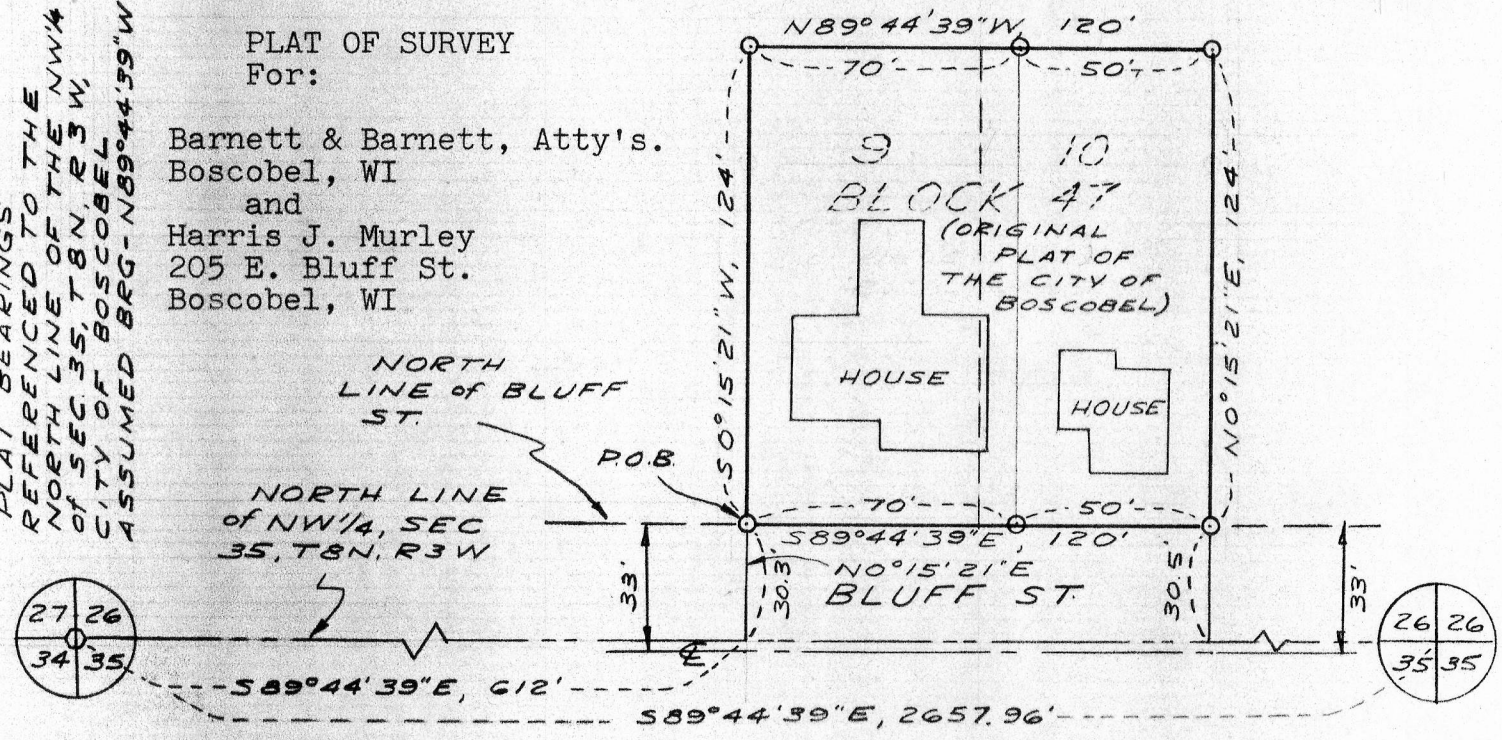 PLAT OF SURVEY
For:
Barnett & Barnett, Atty's.
Boscobel, WI
and
Harris J. Murley
205 E. Bluff St.
Boscobel, WI
PLAT BEARINGS
REFERENCED TO THE
NORTH LINE OF THE NW¼
of SEC. 35, T8N, R3W,
CITY OF BOSCOBEL
ASSUMED BRG-N89°44'39"W
N89°44'39"W, 120'
70' 50'
S0°15'21"W, 124'
N0°15'21"E, 124'
9 10
BLOCK 47
(ORIGINAL
PLAT OF
THE CITY OF
BOSCOBEL)
HOUSE
HOUSE
NORTH
LINE of BLUFF
ST.
P.O.B.
NORTH LINE
of NW'/4, SEC
35, T8N, R3W
70' 50'
S89°44'39"E, 120'
33'
30.3'
N0°15'21"E
BLUFF ST.
30.5'
33'
27 26
34 35
℄
26 26
35 35
S89°44'39"E, 612'
S89°44'39"E, 2657.96'